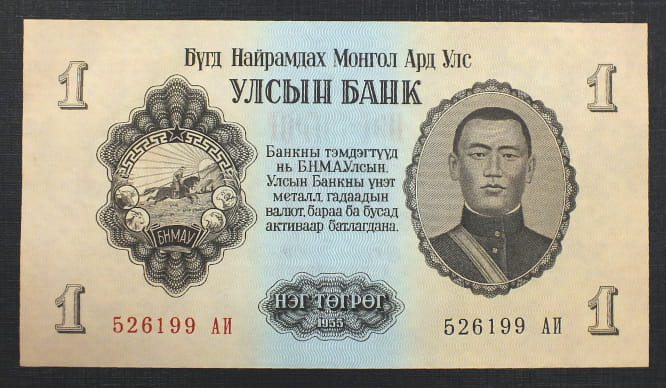 Бүгд Найрамдах Монгол Ард Улс
1
1
УЛСЫН БАНК
Банкны тэмдэгтүүд
нь Б.Н.М.А.Улсын,
Улсын Банкны үнэт
металл, гадаадын
валют, бараа ба бусад
активаар батлагдана.
БНМАУ
1
1
НЭГ ТӨГРӨГ
1955
526199 АИ
526199 АИ